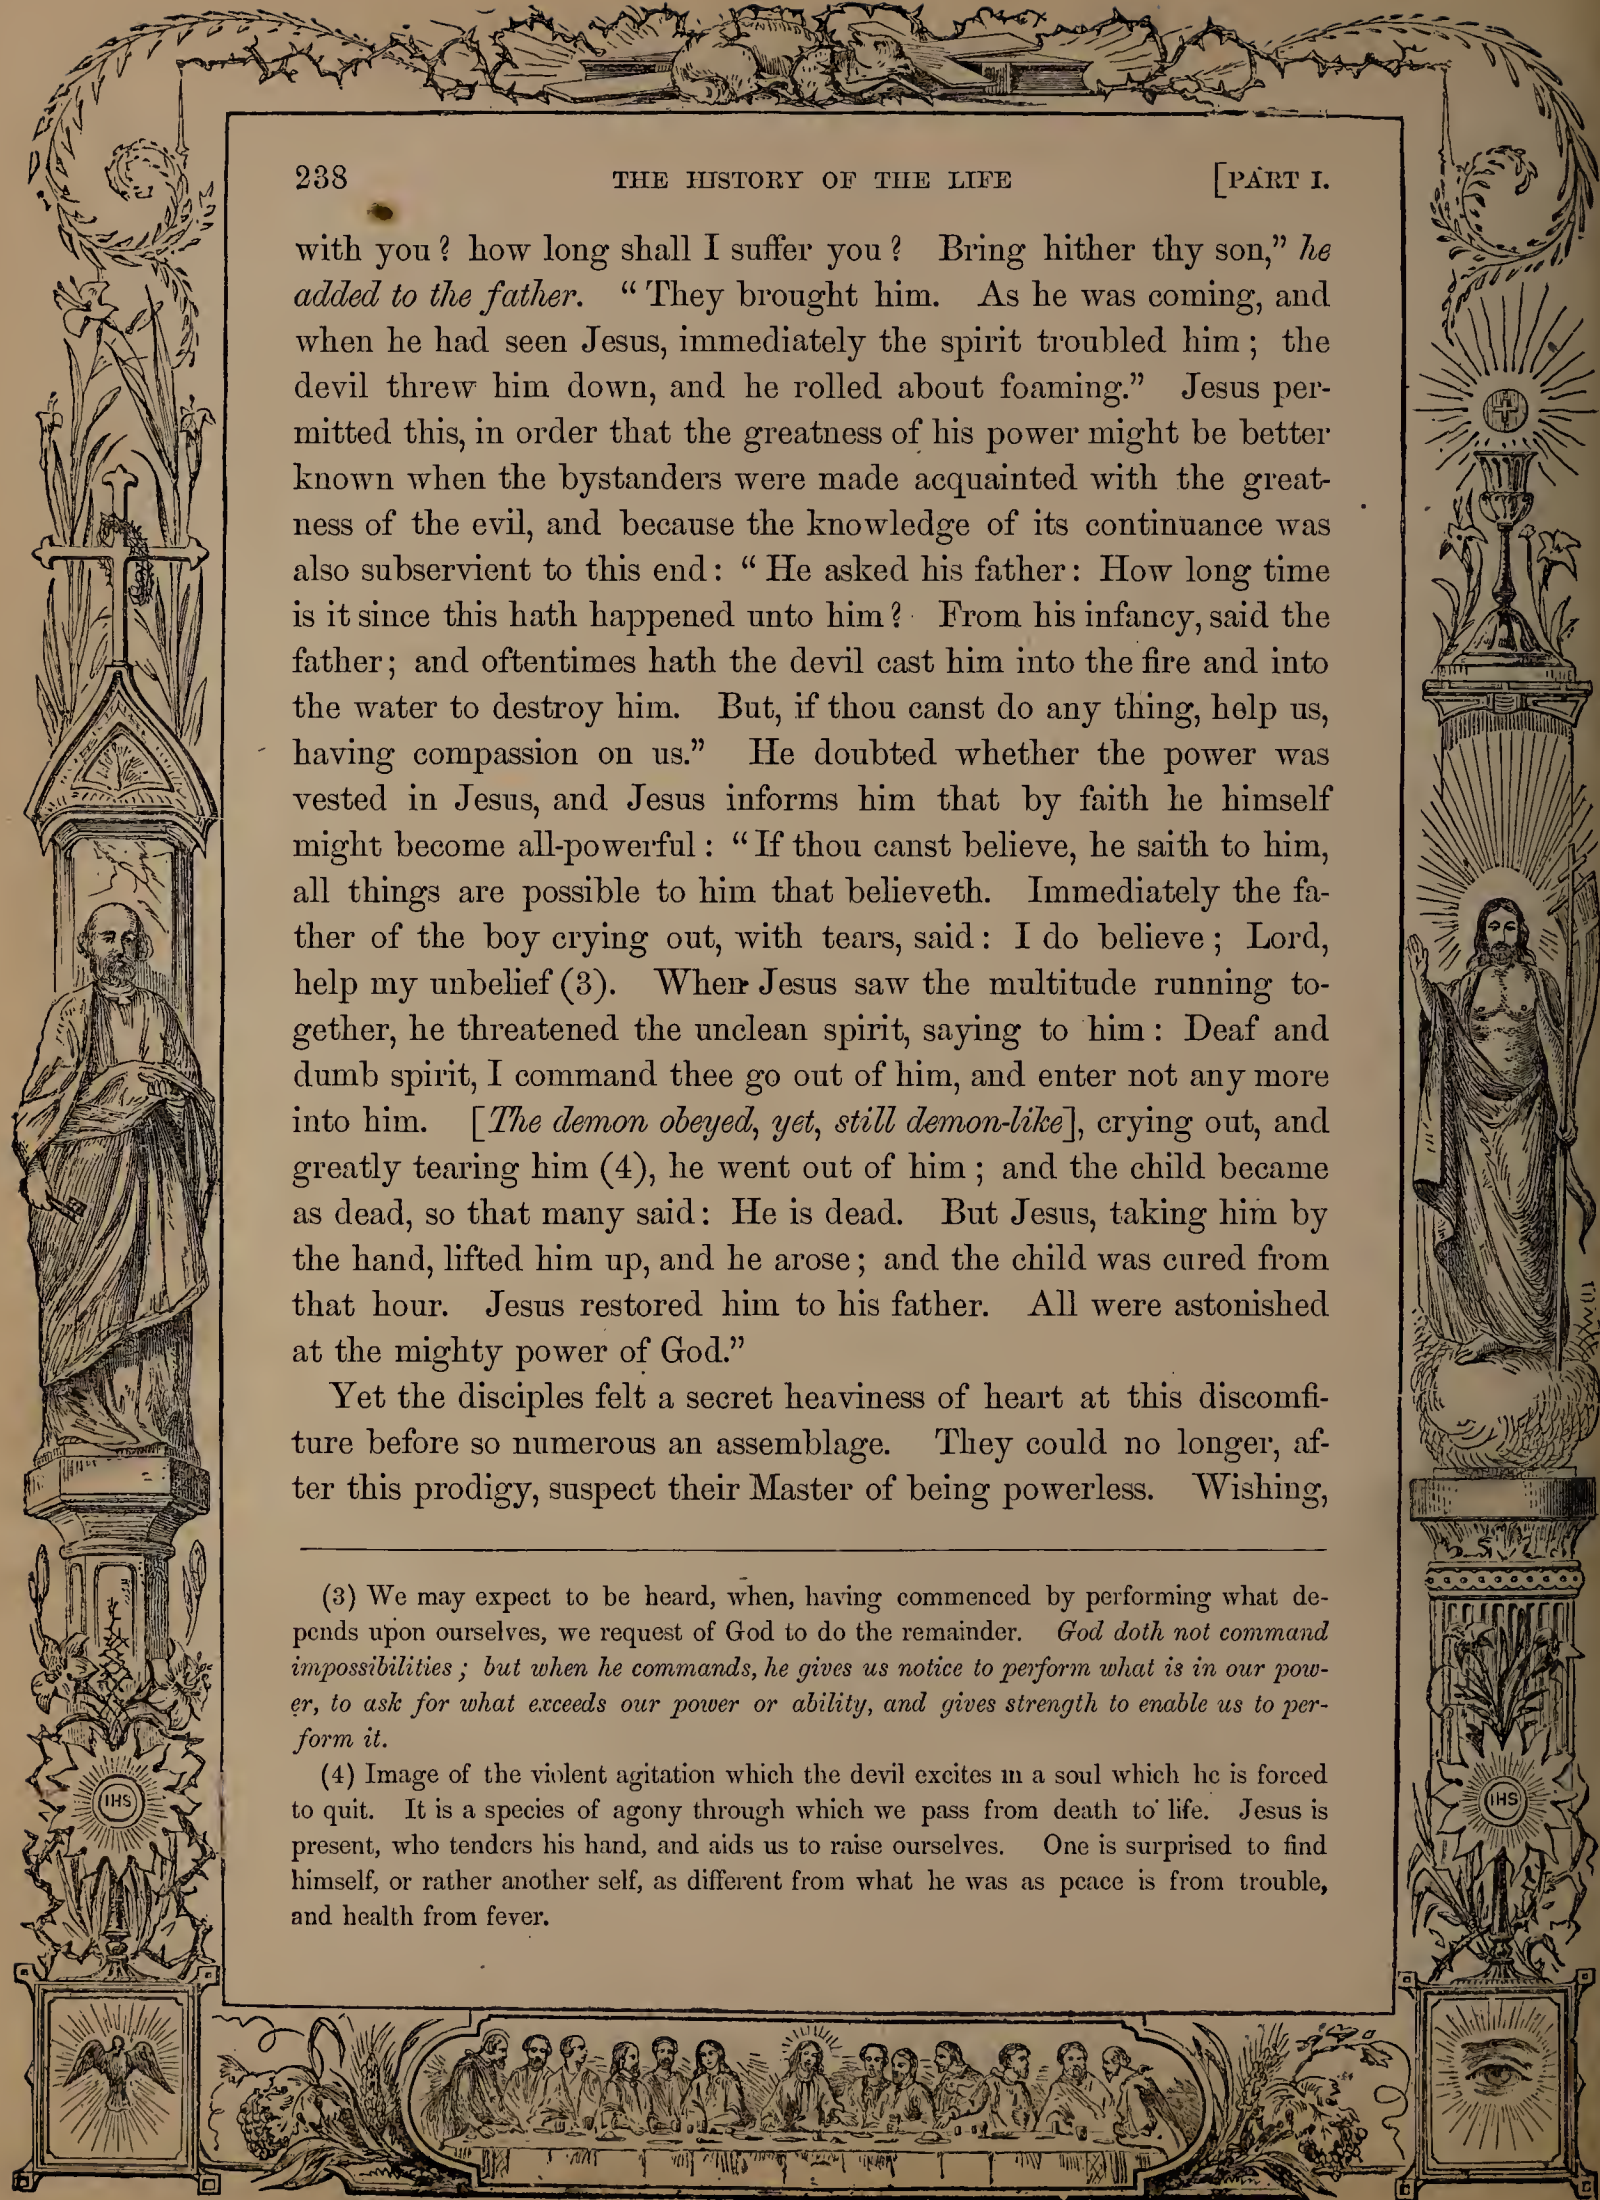 238 THE HISTORY OF THE LIFE [PART I.
with you? how long shall I suffer you? Bring hither thy son,” he
added to the father. “They brought him. As he was coming, and
when he had seen Jesus, immediately the spirit troubled him; the
devil threw him down, and he rolled about foaming.” Jesus per-
mitted this, in order that the greatness of his power might be better
known when the bystanders were made acquainted with the great-
ness of the evil, and because the knowledge of its continuance was
also subservient to this end: “He asked his father: How long time
is it since this hath happened unto him? From his infancy, said the
father; and oftentimes hath the devil cast him into the fire and into
the water to destroy him. But, if thou canst do any thing, help us,
having compassion on us.” He doubted whether the power was
vested in Jesus, and Jesus informs him that by faith he himself
might become all-powerful: “If thou canst believe, he saith to him,
all things are possible to him that believeth. Immediately the fa-
ther of the boy crying out, with tears, said: I do believe; Lord,
help my unbelief (3). When Jesus saw the multitude running to-
gether, he threatened the unclean spirit, saying to him: Deaf and
dumb spirit, I command thee go out of him, and enter not any more
into him. [The demon obeyed, yet, still demon-like], crying out, and
greatly tearing him (4), he went out of him; and the child became
as dead, so that many said: He is dead. But Jesus, taking him by
the hand, lifted him up, and he arose; and the child was cured from
that hour. Jesus restored him to his father. All were astonished
at the mighty power of God.”
Yet the disciples felt a secret heaviness of heart at this discomfi-
ture before so numerous an assemblage. They could no longer, af-
ter this prodigy, suspect their Master of being powerless. Wishing,
(3) We may expect to be heard, when, having commenced by performing what de-
pends upon ourselves, we request of God to do the remainder. God doth not command
impossibilities; but when he commands, he gives us notice to perform what is in our pow-
er, to ask for what exceeds our power or ability, and gives strength to enable us to per-
form it.
(4) Image of the violent agitation which the devil excites in a soul which he is forced
to quit. It is a species of agony through which we pass from death to life. Jesus is
present, who tenders his hand, and aids us to raise ourselves. One is surprised to find
himself, or rather another self, as different from what he was as peace is from trouble,
and health from fever.
IHS
IHS